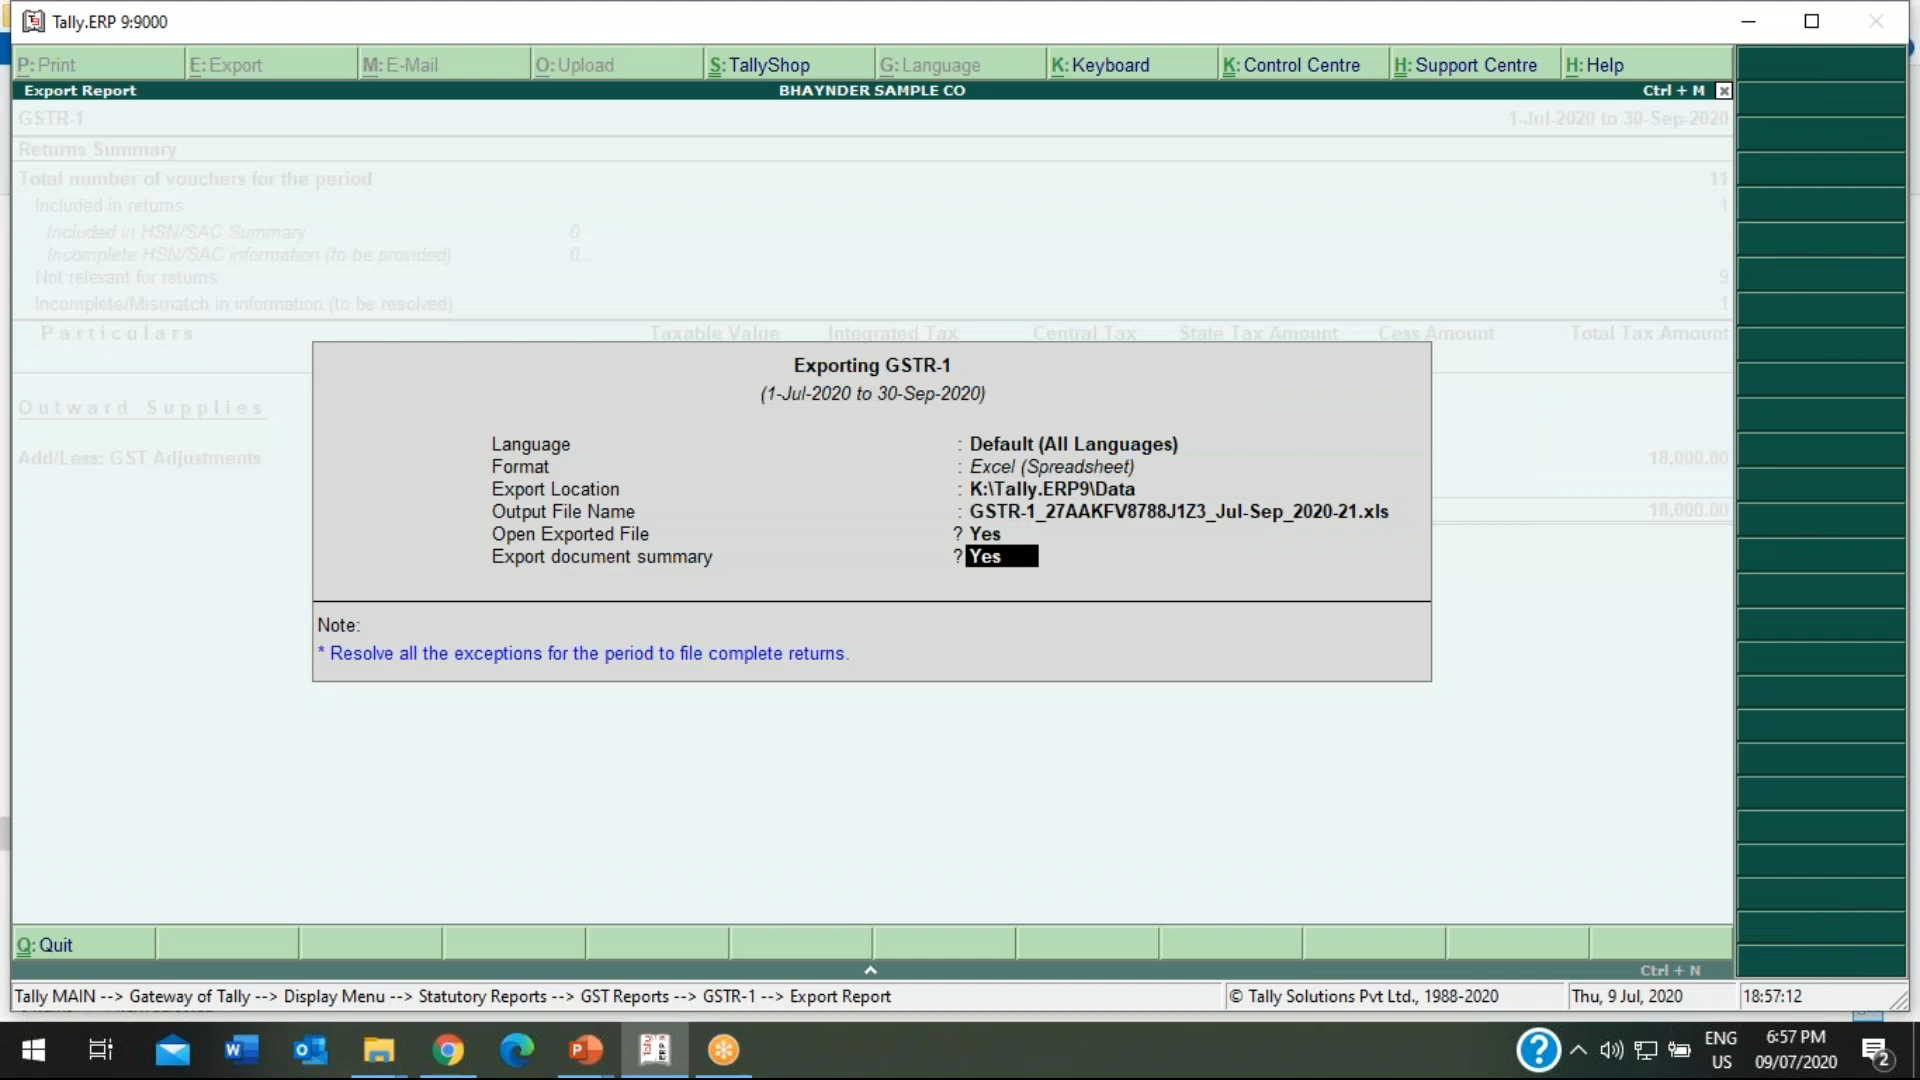 Tally.ERP 9:9000
P: Print E: Export M: E-Mail O: Upload S: TallyShop G: Language K: Keyboard K: Control Centre H: Support Centre H: Help
Export Report BHAYNDER SAMPLE CO Ctrl + M
GSTR-1 1-Jul-2020 to 30-Sep-2020
Returns Summary
Total number of vouchers for the period 11
Included in returns 1
Included in HSN/SAC Summary 0
Incomplete HSN/SAC information (to be provided) 0
Not relevant for returns 9
Incomplete/Mismatch in information (to be resolved) 1
Particulars Taxable Value Integrated Tax Central Tax State Tax Amount Cess Amount Total Tax Amount
Exporting GSTR-1
(1-Jul-2020 to 30-Sep-2020)
Outward Supplies
Language : Default (All Languages)
Add/Less: GST Adjustments 18,000.00
Format : Excel (Spreadsheet)
Export Location : K:\Tally.ERP9\Data
Output File Name : GSTR-1_27AAKFV8788J1Z3_Jul-Sep_2020-21.xls
18,000.00
Open Exported File ? Yes
Export document summary ? Yes
Note:
* Resolve all the exceptions for the period to file complete returns.
Q: Quit
Ctrl + N
Tally MAIN --> Gateway of Tally --> Display Menu --> Statutory Reports --> GST Reports --> GSTR-1 --> Export Report © Tally Solutions Pvt Ltd., 1988-2020 Thu, 9 Jul, 2020 18:57:12
ENG 6:57 PM
US 09/07/2020 2